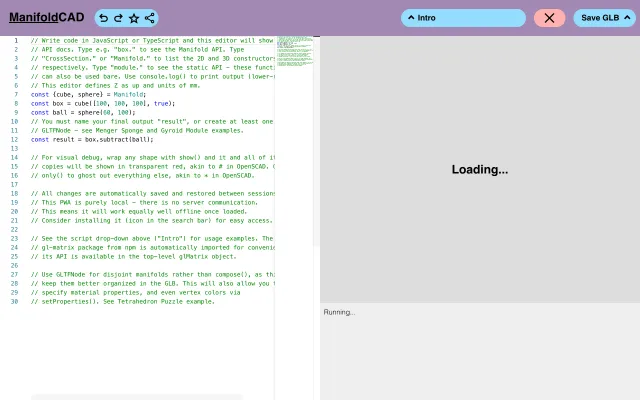 ManifoldCAD
Intro
Save GLB
1 // Write code in JavaScript or TypeScript and this editor will show
2 // API docs. Type e.g. "box." to see the Manifold API. Type
3 // "CrossSection." or "Manifold." to list the 2D and 3D constructors
4 // respectively. Type "module." to see the static API - these functi
5 // can also be used bare. Use console.log() to print output (lower-
6 // This editor defines Z as up and units of mm.
7 const {cube, sphere} = Manifold;
8 const box = cube([100, 100, 100], true);
9 const ball = sphere(60, 100);
10 // You must name your final output "result", or create at least one
11 // GLTFNode - see Menger Sponge and Gyroid Module examples.
12 const result = box.subtract(ball);
13
14 // For visual debug, wrap any shape with show() and it and all of it
15 // copies will be shown in transparent red, akin to # in OpenSCAD.
16 // only() to ghost out everything else, akin to * in OpenSCAD.
17
18 // All changes are automatically saved and restored between sessions
19 // This PWA is purely local - there is no server communication.
20 // This means it will work equally well offline once loaded.
21 // Consider installing it (icon in the search bar) for easy access.
22
23 // See the script drop-down above ("Intro") for usage examples. The
24 // gl-matrix package from npm is automatically imported for convenie
25 // its API is available in the top-level glMatrix object.
26
27 // Use GLTFNode for disjoint manifolds rather than compose(), as thi
28 // keep them better organized in the GLB. This will also allow you t
29 // specify material properties, and even vertex colors via
30 // setProperties(). See Tetrahedron Puzzle example.
Loading...
Running...